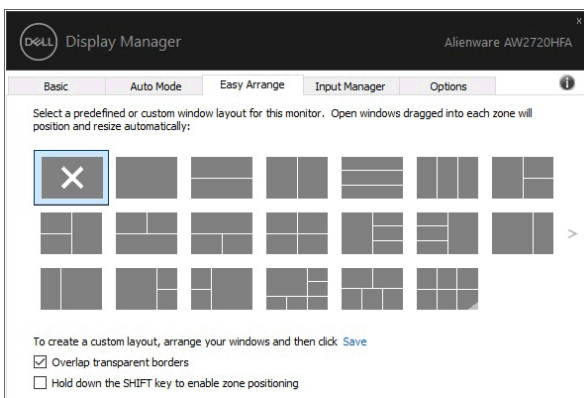 DELL Display Manager Alienware AW2720HFA
Basic Auto Mode Easy Arrange Input Manager Options
Select a predefined or custom window layout for this monitor. Open windows dragged into each zone will
position and resize automatically:
To create a custom layout, arrange your windows and then click Save
Overlap transparent borders
Hold down the SHIFT key to enable zone positioning